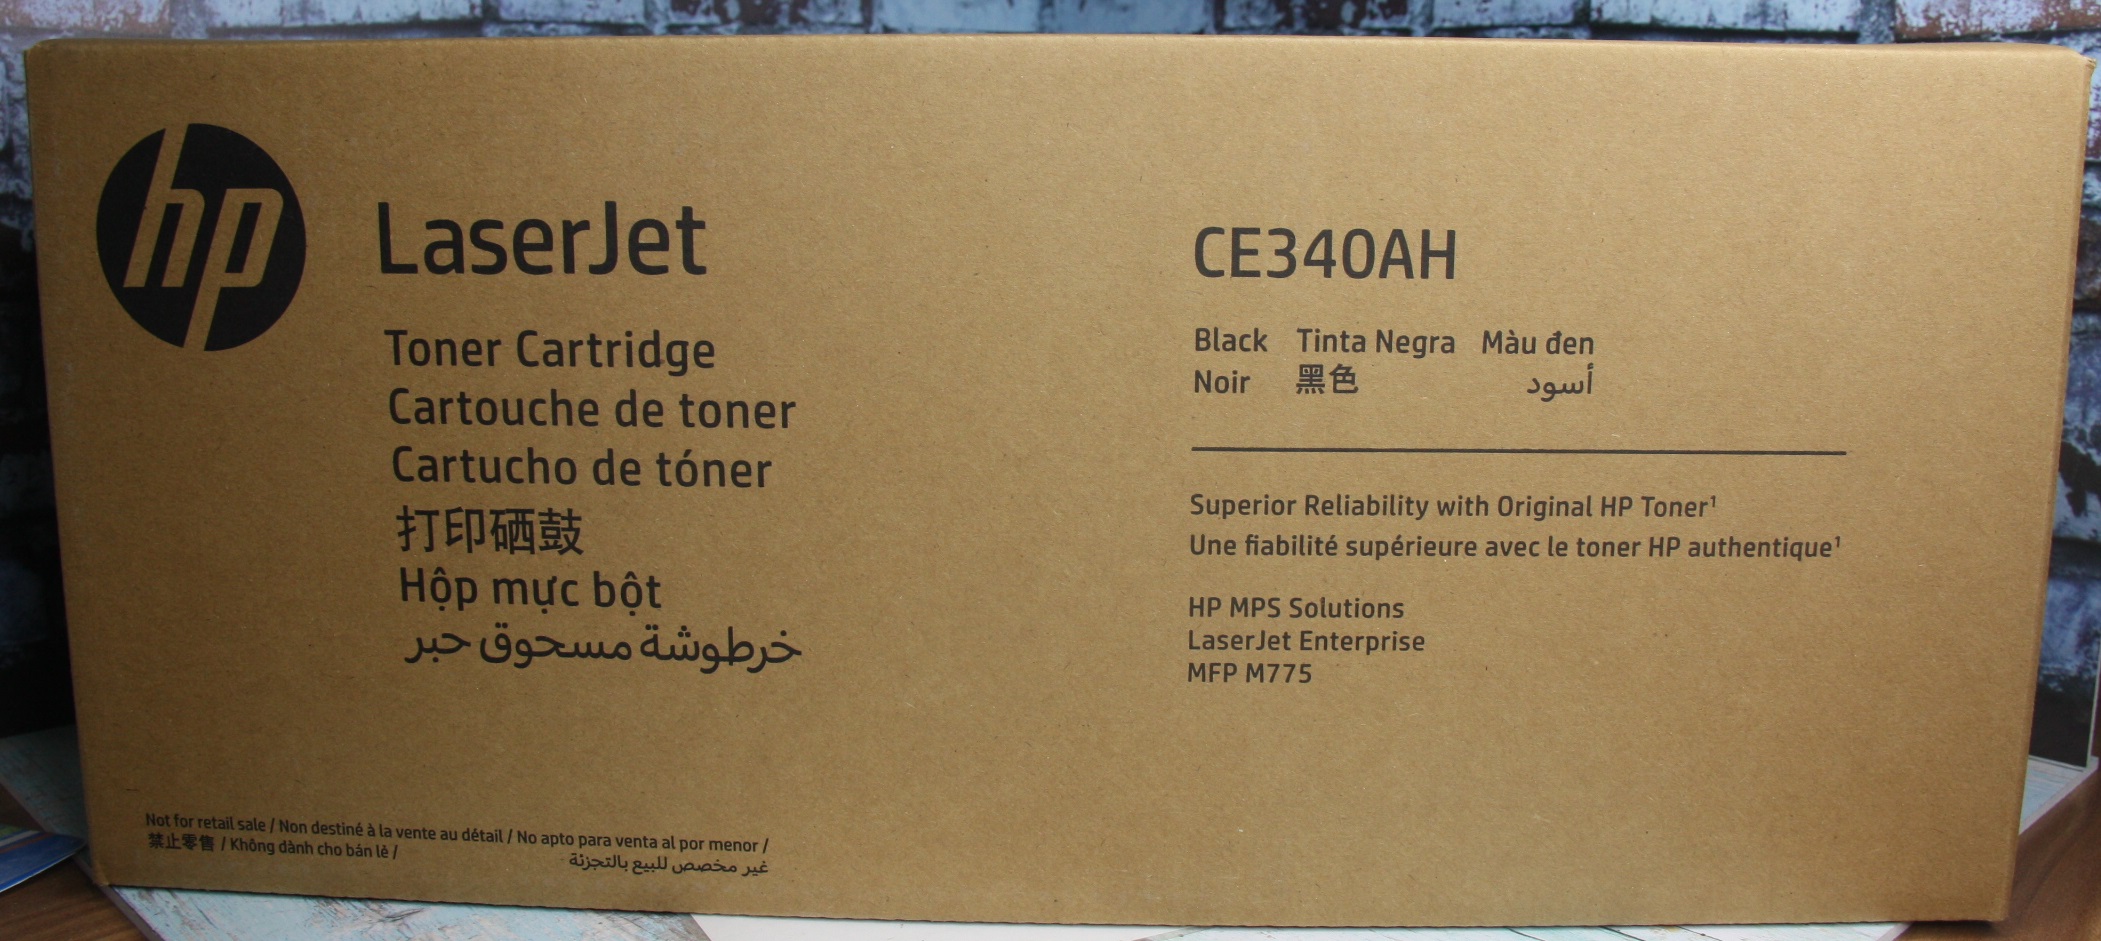 hp
LaserJet
Toner Cartridge
Cartouche de toner
Cartucho de tóner
打印硒鼓
Hộp mực bột
خرطوشة مسحوق حبر
CE340AH
Black Tinta Negra Màu đen
Noir 黑色 أسود
Superior Reliability with Original HP Toner¹
Une fiabilité supérieure avec le toner HP authentique¹
HP MPS Solutions
LaserJet Enterprise
MFP M775
Not for retail sale / Non destiné à la vente au détail / No apto para venta al por menor /
禁止零售 / Không dành cho bán lẻ / غير مخصص للبيع بالتجزئة